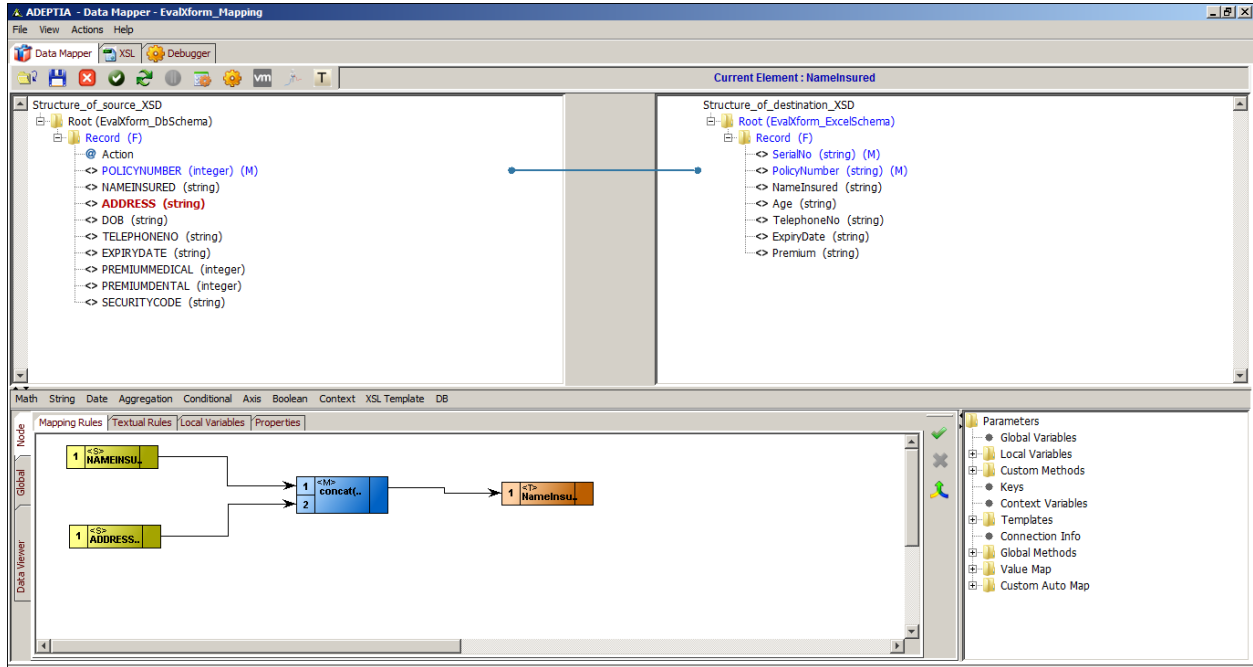 ADEPTIA - Data Mapper - EvalXform_Mapping
File View Actions Help
Data Mapper XSL Debugger
vm T Current Element : NameInsured
Structure_of_source_XSD
Root (EvalXform_DbSchema)
Record (F)
@ Action
<> POLICYNUMBER (integer) (M)
<> NAMEINSURED (string)
<> ADDRESS (string)
<> DOB (string)
<> TELEPHONENO (string)
<> EXPIRYDATE (string)
<> PREMIUMMEDICAL (integer)
<> PREMIUMDENTAL (integer)
<> SECURITYCODE (string)
Structure_of_destination_XSD
Root (EvalXform_ExcelSchema)
Record (F)
<> SerialNo (string) (M)
<> PolicyNumber (string) (M)
<> NameInsured (string)
<> Age (string)
<> TelephoneNo (string)
<> ExpiryDate (string)
<> Premium (string)
Math String Date Aggregation Conditional Axis Boolean Context XSL Template DB
Node
Global
Data Viewer
Mapping Rules Textual Rules Local Variables Properties
1 <S> NAMEINSU..
1 <S> ADDRESS..
1 <M> concat(..
2
1 <T> NameInsu..
Parameters
Global Variables
Local Variables
Custom Methods
Keys
Context Variables
Templates
Connection Info
Global Methods
Value Map
Custom Auto Map